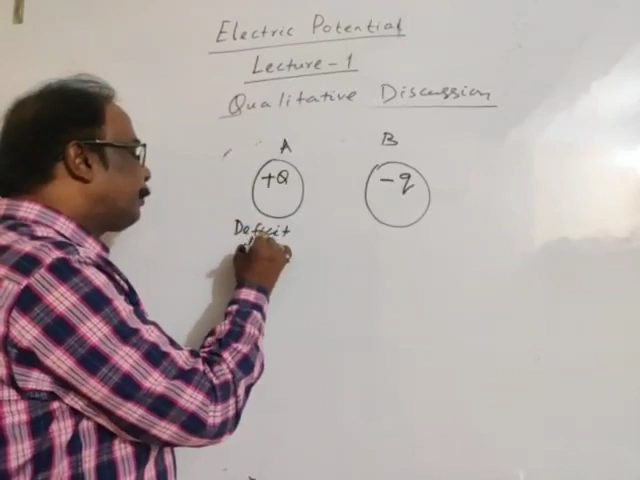 Electric Potential
Lecture - 1
Qualitative Discussion
A B
+Q -q
Deficit